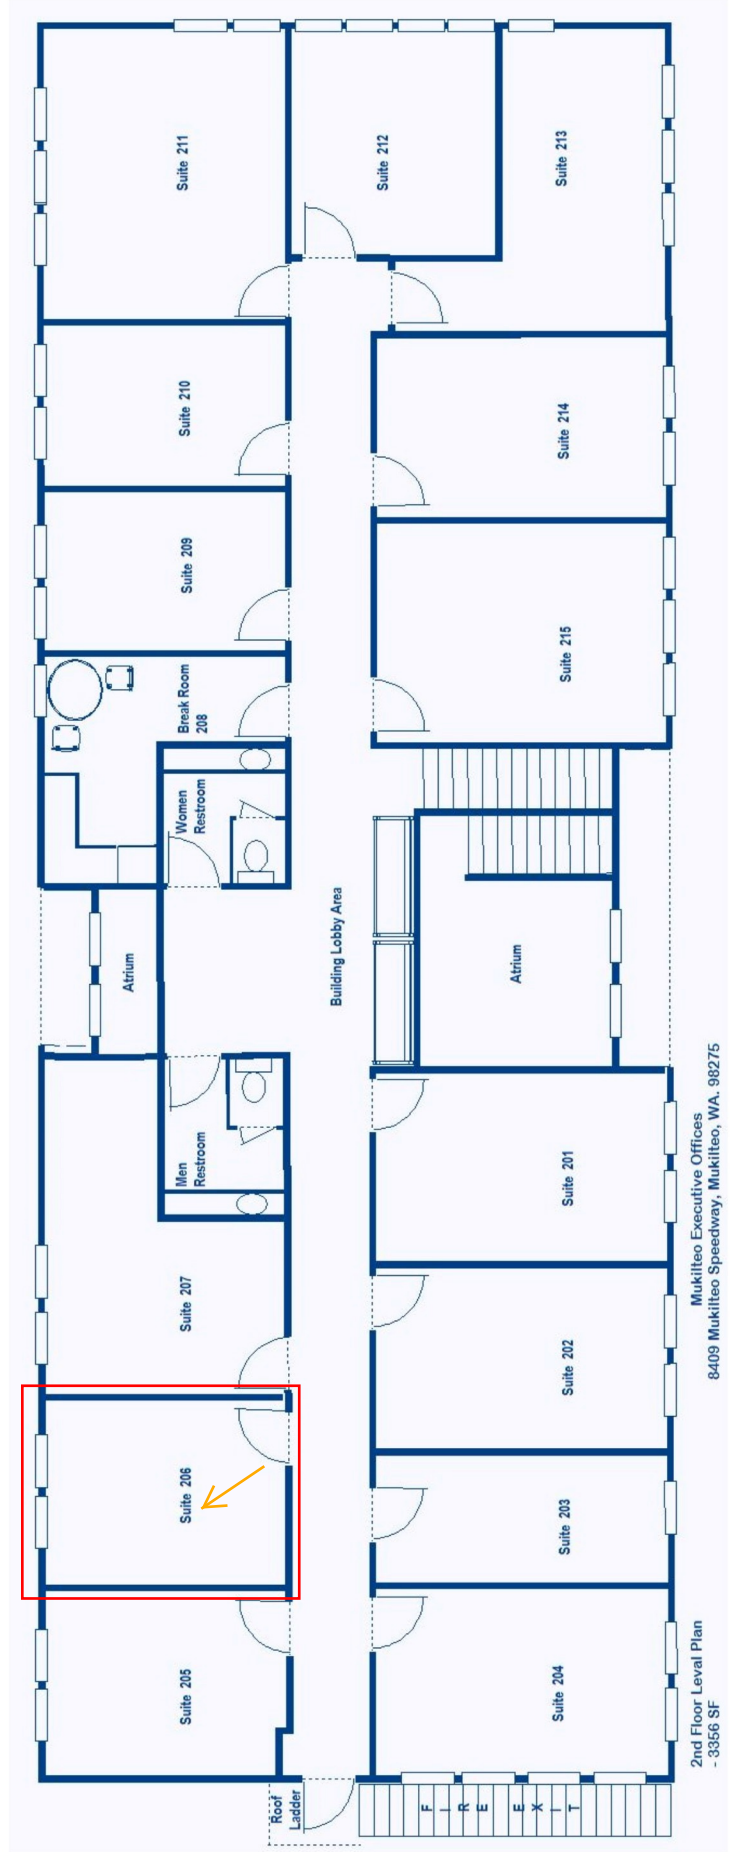 Suite 211
Suite 212
Suite 213
Suite 210
Suite 214
Suite 209
Suite 215
Break Room
208
Women
Restroom
Building Lobby Area
Atrium
Atrium
Men
Restroom
Suite 201
Suite 207
Suite 202
Suite 206
Suite 203
Suite 205
Suite 204
Roof
Ladder
FIRE EXIT
Mukilteo Executive Offices
8409 Mukilteo Speedway, Mukilteo, WA. 98275
2nd Floor Leval Plan
- 3356 SF